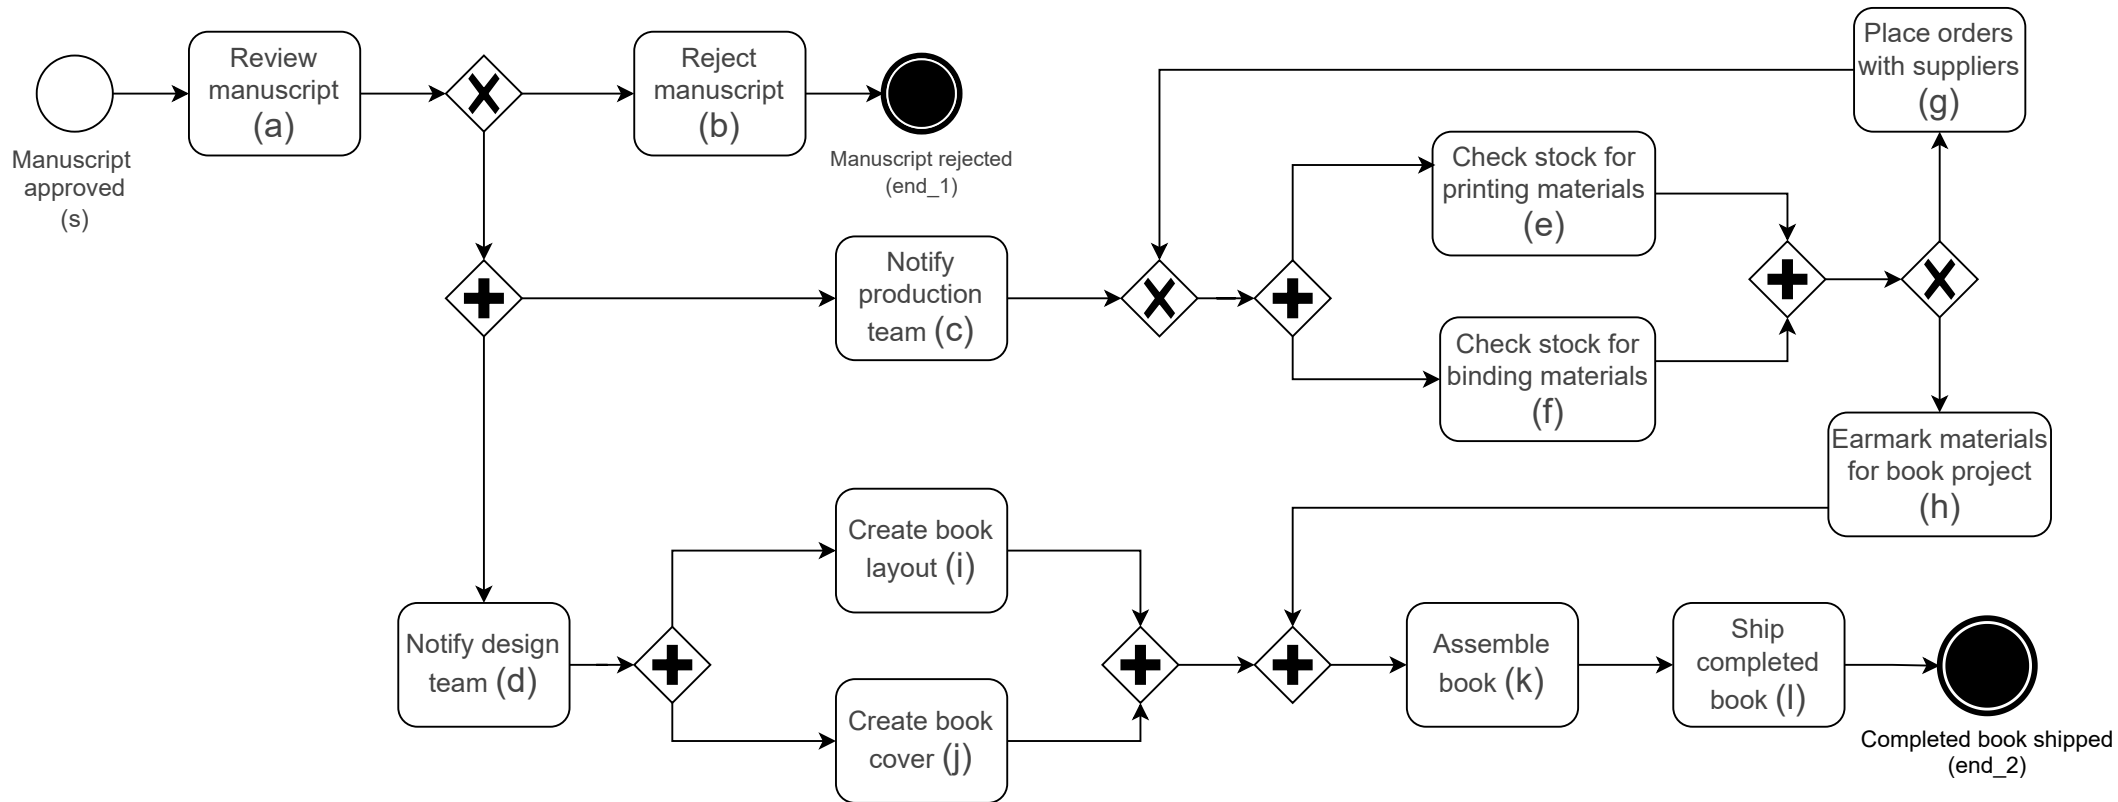 Review
manuscript
(a)
Reject
manuscript
(b)
Manuscript
approved
(s)
Manuscript rejected
(end_1)
Place orders
with suppliers
(g)
Check stock for
printing materials
(e)
Notify
production
team (c)
Check stock for
binding materials
(f)
Earmark materials
for book project
(h)
Create book
layout (i)
Notify design
team (d)
Create book
cover (j)
Assemble
book (k)
Ship
completed
book (l)
Completed book shipped
(end_2)